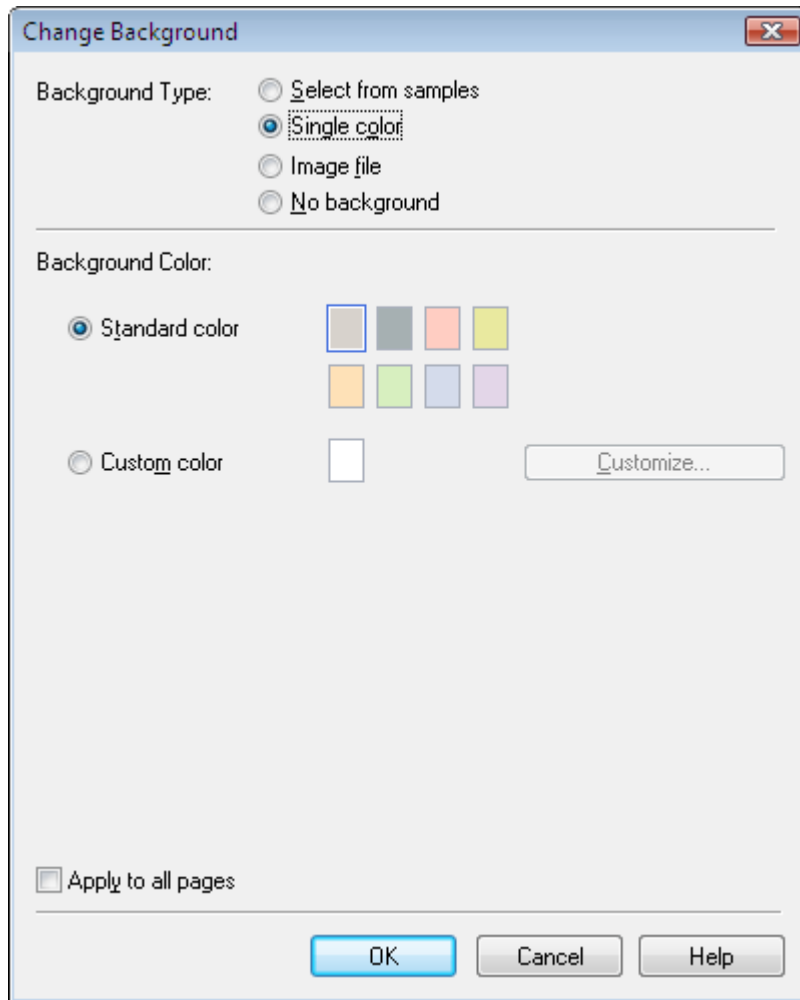 Change Background
Background Type:
Select from samples
Single color
Image file
No background
Background Color:
Standard color
Custom color
Customize...
Apply to all pages
OK
Cancel
Help